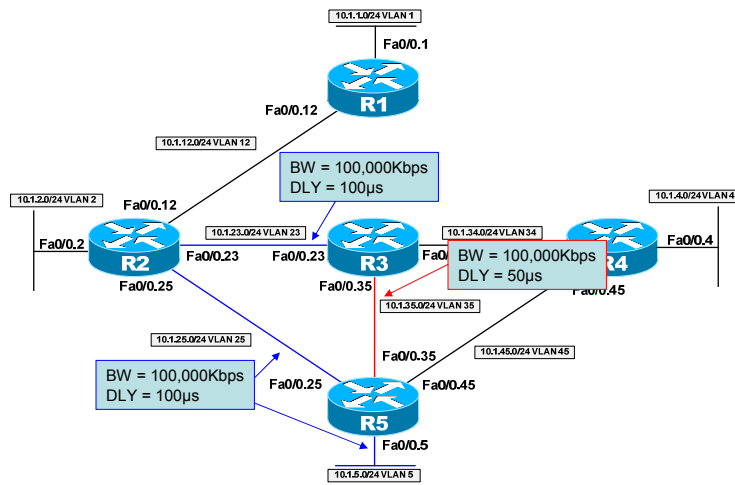 10.1.1.0/24 VLAN 1
Fa0/0.1
R1
Fa0/0.12
10.1.12.0/24 VLAN 12
BW = 100,000Kbps
DLY = 100µs
10.1.2.0/24 VLAN 2
10.1.4.0/24 VLAN 4
Fa0/0.12
10.1.23.0/24 VLAN 23
10.1.34.0/24 VLAN 34
Fa0/0.2
R2
Fa0/0.23
Fa0/0.23
R3
Fa0/
BW = 100,000Kbps
DLY = 50µs
R4
Fa0/0.4
Fa0/0.25
Fa0/0.35
Fa0/0.45
10.1.35.0/24 VLAN 35
10.1.25.0/24 VLAN 25
10.1.45.0/24 VLAN 45
Fa0/0.35
BW = 100,000Kbps
DLY = 100µs
Fa0/0.25
Fa0/0.45
R5
Fa0/0.5
10.1.5.0/24 VLAN 5